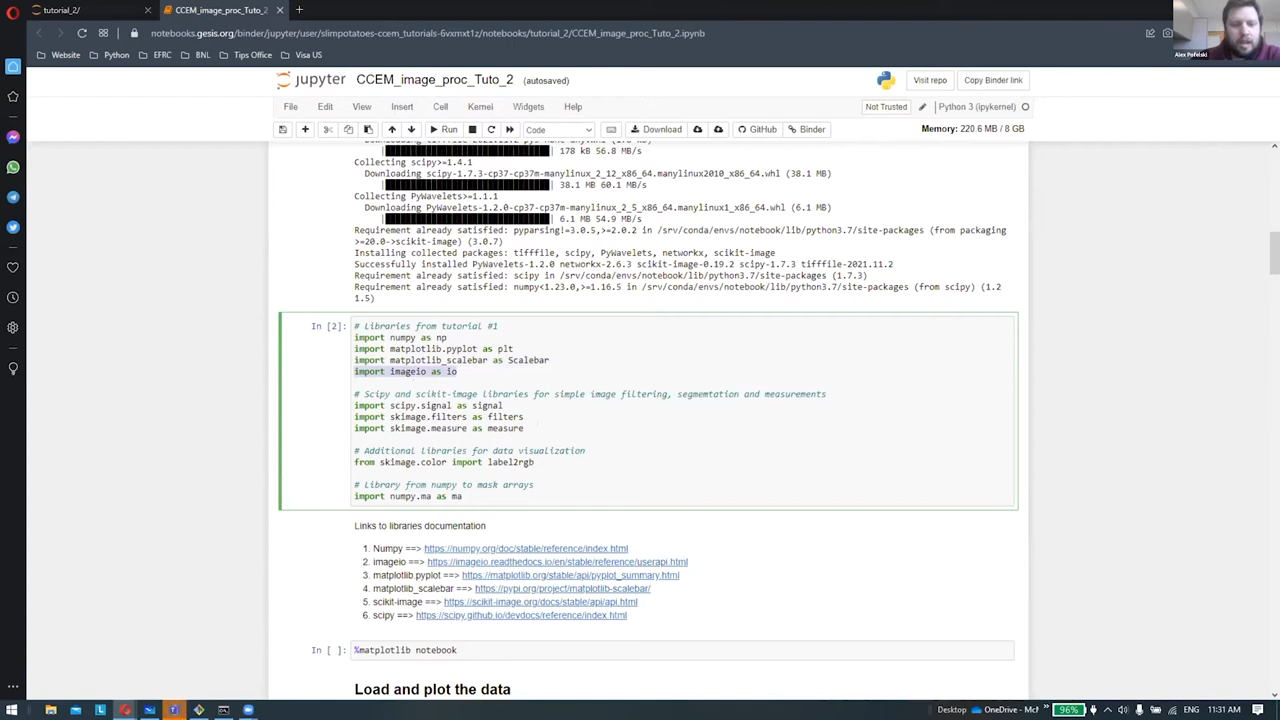 tutorial_2/
CCEM_image_proc_Tuto_2
notebooks.gesis.org/binder/jupyter/user/slimpotatoes-ccem_tutorials-6vxmxt1z/notebooks/tutorial_2/CCEM_image_proc_Tuto_2.ipynb
Website Python EFRC BNL Tips Office Visa US
Alex Pofelski
jupyter CCEM_image_proc_Tuto_2 (autosaved)
Visit repo Copy Binder link
File Edit View Insert Cell Kernel Widgets Help
Not Trusted Python 3 (ipykernel)
Run Code Download GitHub Binder Memory: 220.6 MB / 8 GB
178 kB 56.8 MB/s
Collecting scipy>=1.4.1
Downloading scipy-1.7.3-cp37-cp37m-manylinux_2_12_x86_64.manylinux2010_x86_64.whl (38.1 MB)
38.1 MB 60.1 MB/s
Collecting PyWavelets>=1.1.1
Downloading PyWavelets-1.2.0-cp37-cp37m-manylinux_2_5_x86_64.manylinux1_x86_64.whl (6.1 MB)
6.1 MB 54.9 MB/s
Requirement already satisfied: pyparsing!=3.0.5,>=2.0.2 in /srv/conda/envs/notebook/lib/python3.7/site-packages (from packaging
>=20.0->scikit-image) (3.0.7)
Installing collected packages: tifffile, scipy, PyWavelets, networkx, scikit-image
Successfully installed PyWavelets-1.2.0 networkx-2.6.3 scikit-image-0.19.2 scipy-1.7.3 tifffile-2021.11.2
Requirement already satisfied: scipy in /srv/conda/envs/notebook/lib/python3.7/site-packages (1.7.3)
Requirement already satisfied: numpy<1.23.0,>=1.16.5 in /srv/conda/envs/notebook/lib/python3.7/site-packages (from scipy) (1.2
1.5)
In [2]: # Libraries from tutorial #1
import numpy as np
import matplotlib.pyplot as plt
import matplotlib_scalebar as Scalebar
import imageio as io
# Scipy and scikit-image libraries for simple image filtering, segmemtation and measurements
import scipy.signal as signal
import skimage.filters as filters
import skimage.measure as measure
# Additional libraries for data visualization
from skimage.color import label2rgb
# Library from numpy to mask arrays
import numpy.ma as ma
Links to libraries documentation
1. Numpy ==> https://numpy.org/doc/stable/reference/index.html
2. imageio ==> https://imageio.readthedocs.io/en/stable/reference/userapi.html
3. matplotlib.pyplot ==> https://matplotlib.org/stable/api/pyplot_summary.html
4. matplotlib_scalebar ==> https://pypi.org/project/matplotlib-scalebar/
5. scikit-image ==> https://scikit-image.org/docs/stable/api/api.html
6. scipy ==> https://scipy.github.io/devdocs/reference/index.html
In [ ]: %matplotlib notebook
Load and plot the data
Desktop OneDrive - 96% 11:31 AM